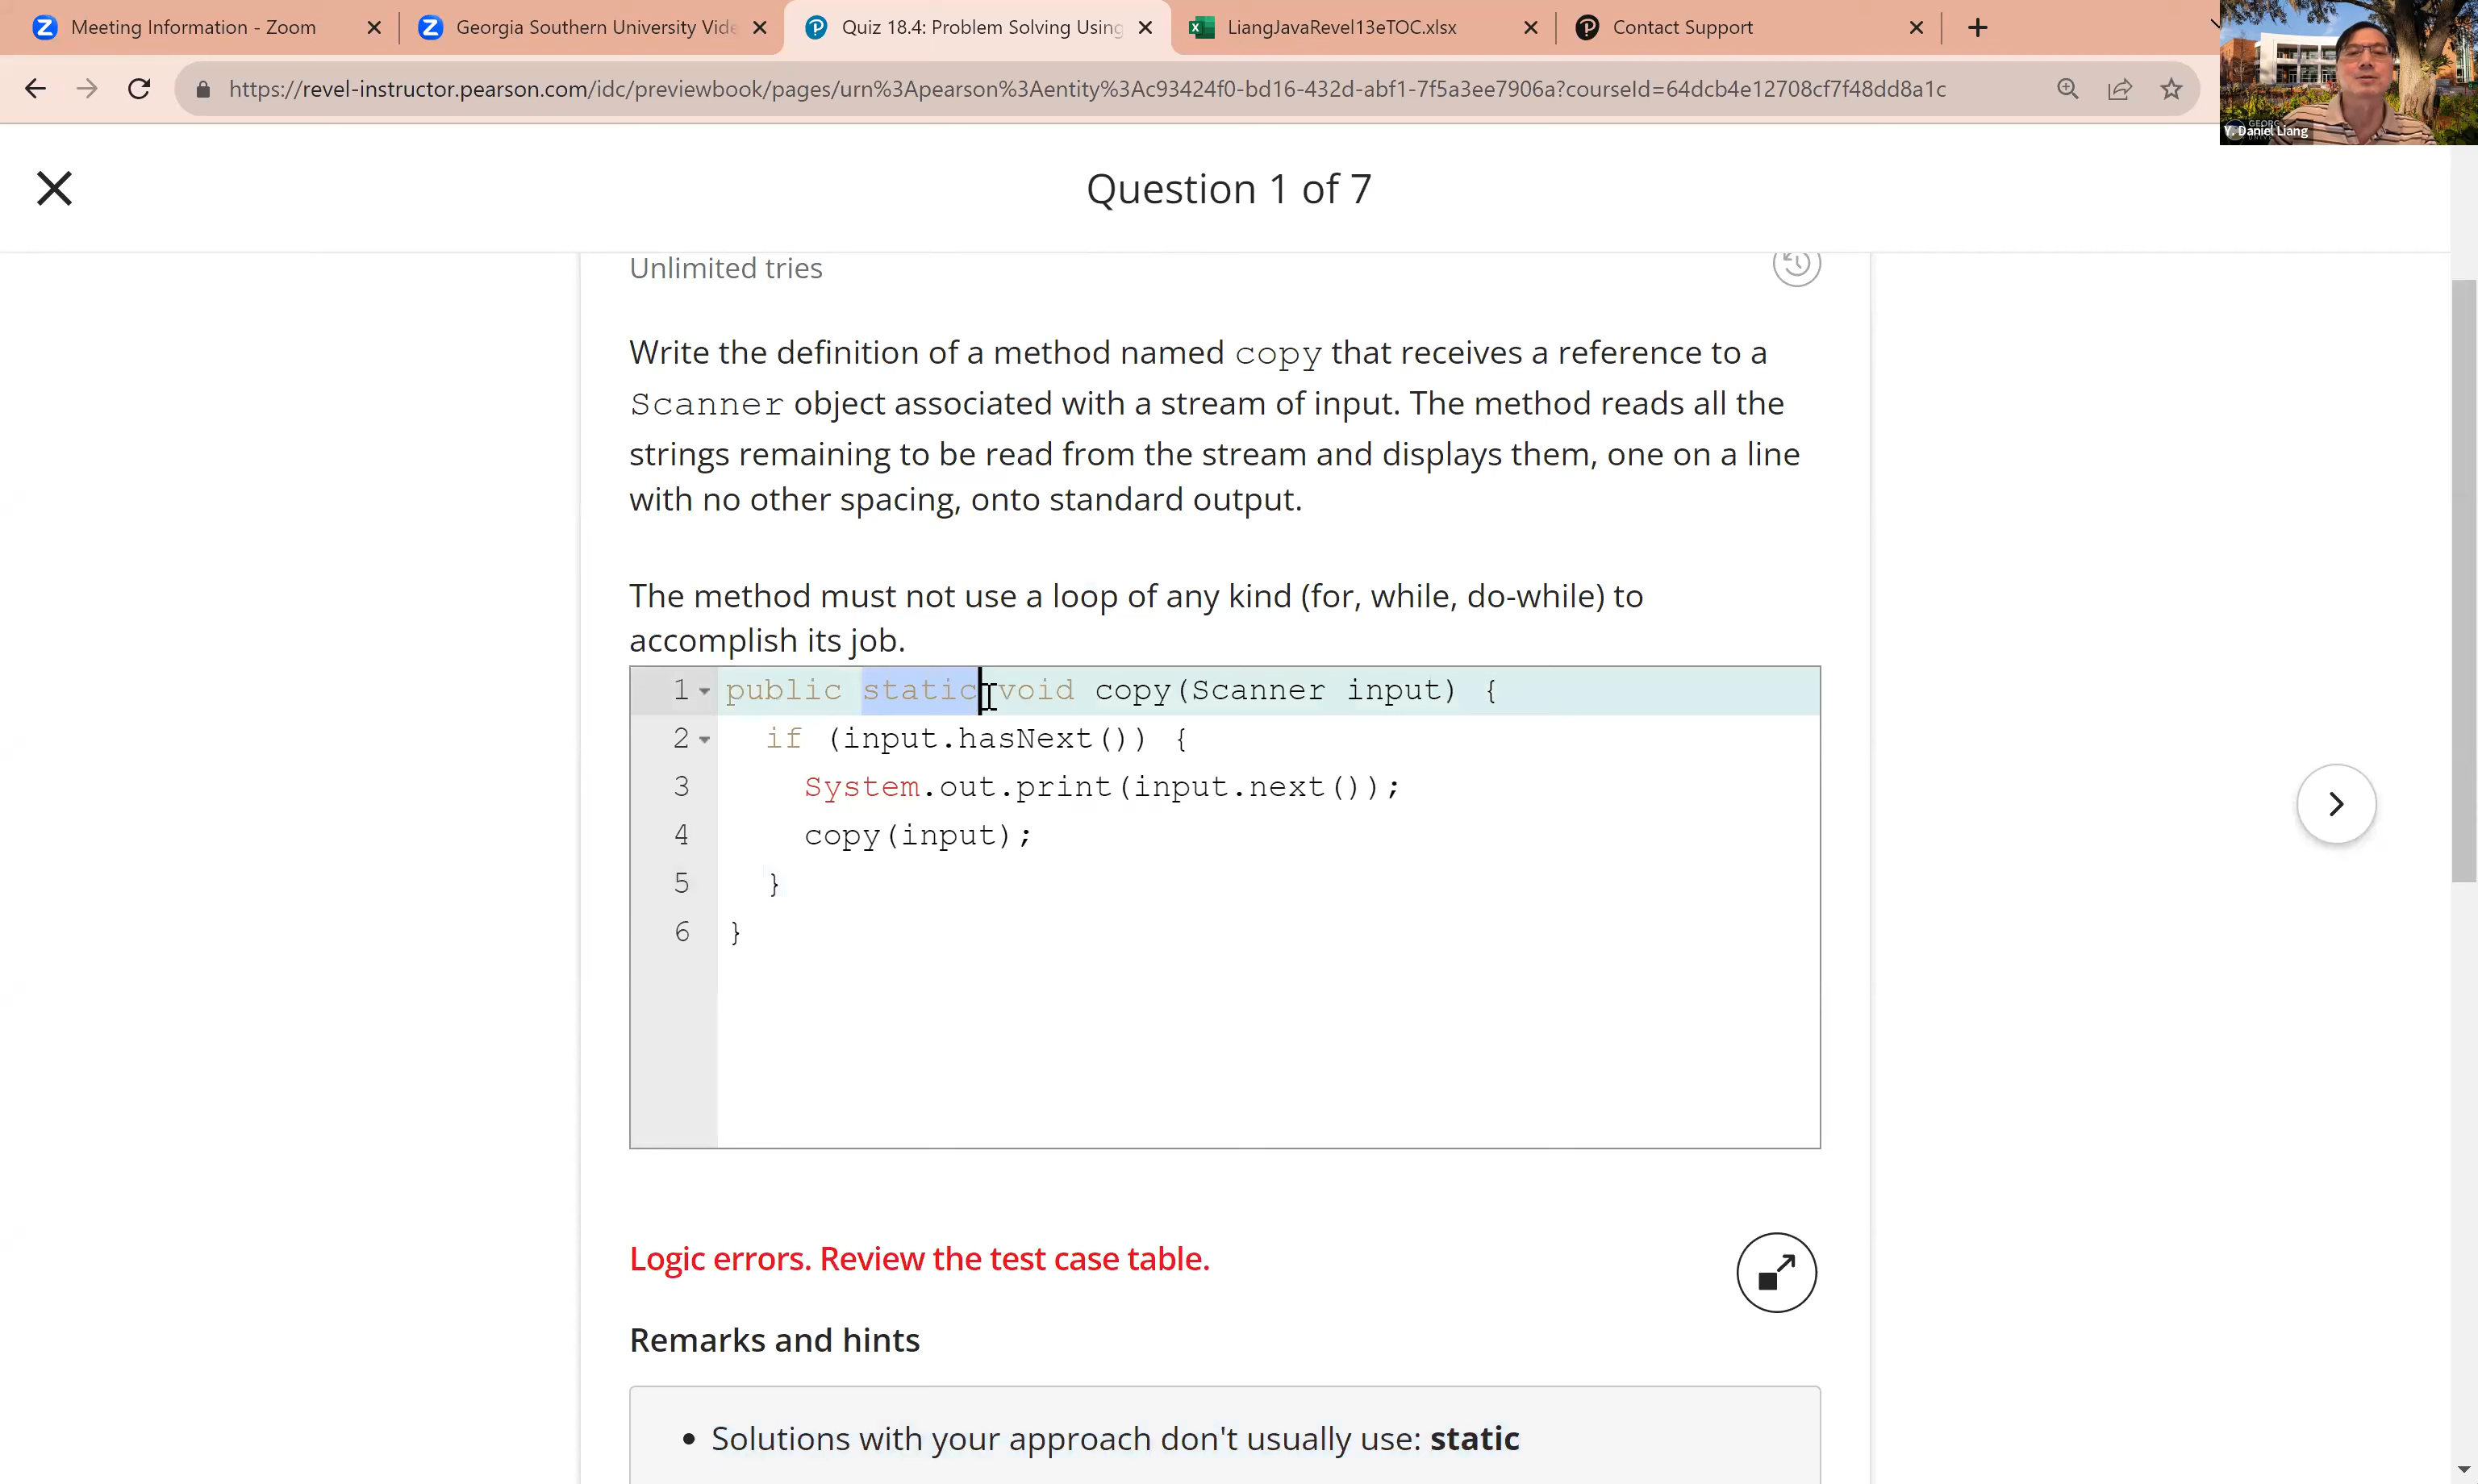 Meeting Information - Zoom
Georgia Southern University Vide
Quiz 18.4: Problem Solving Using
LiangJavaRevel13eTOC.xlsx
Contact Support
https://revel-instructor.pearson.com/idc/previewbook/pages/urn%3Apearson%3Aentity%3Ac93424f0-bd16-432d-abf1-7f5a3ee7906a?courseId=64dcb4e12708cf7f48dd8a1c
Y. Daniel Liang
Question 1 of 7
Unlimited tries
Write the definition of a method named copy that receives a reference to a
Scanner object associated with a stream of input. The method reads all the
strings remaining to be read from the stream and displays them, one on a line
with no other spacing, onto standard output.
The method must not use a loop of any kind (for, while, do-while) to
accomplish its job.
1 public static void copy(Scanner input) {
2 if (input.hasNext()) {
3 System.out.print(input.next());
4 copy(input);
5 }
6 }
Logic errors. Review the test case table.
Remarks and hints
• Solutions with your approach don't usually use: static